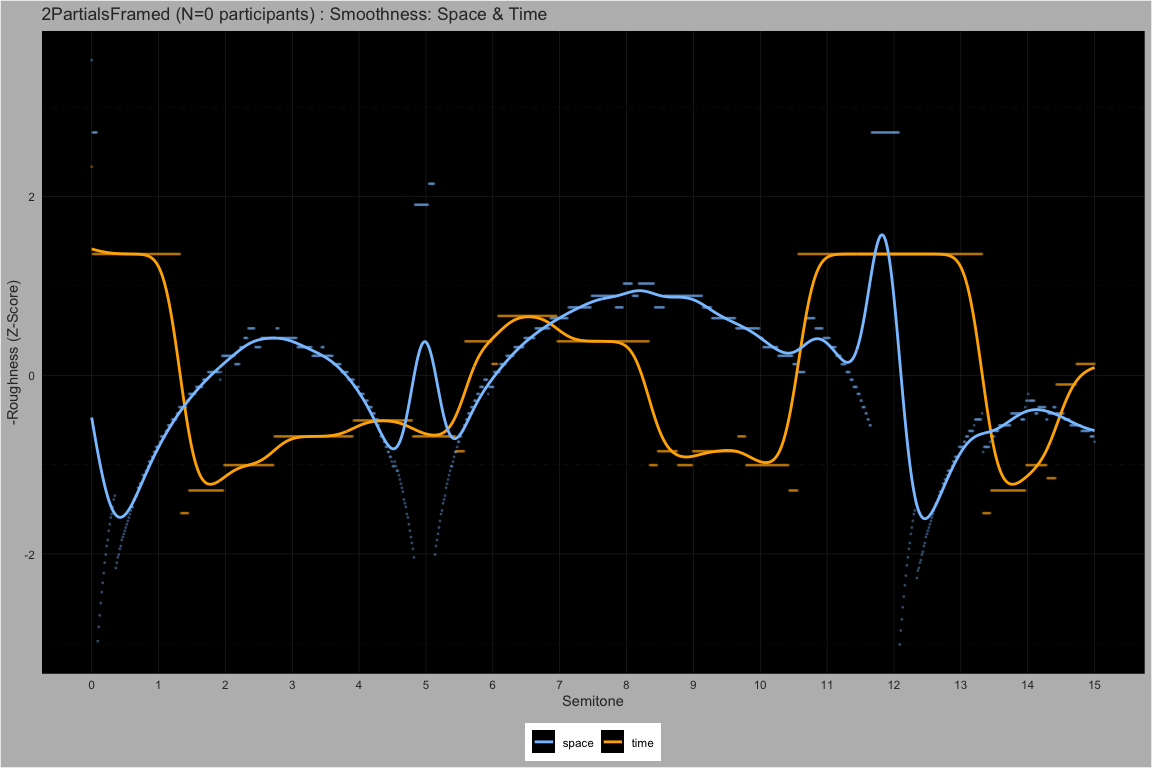 2PartialsFramed (N=0 participants) : Smoothness: Space & Time
-Roughness (Z-Score)
2
0
-2
0 1 2 3 4 5 6 7 8 9 10 11 12 13 14 15
Semitone
space time